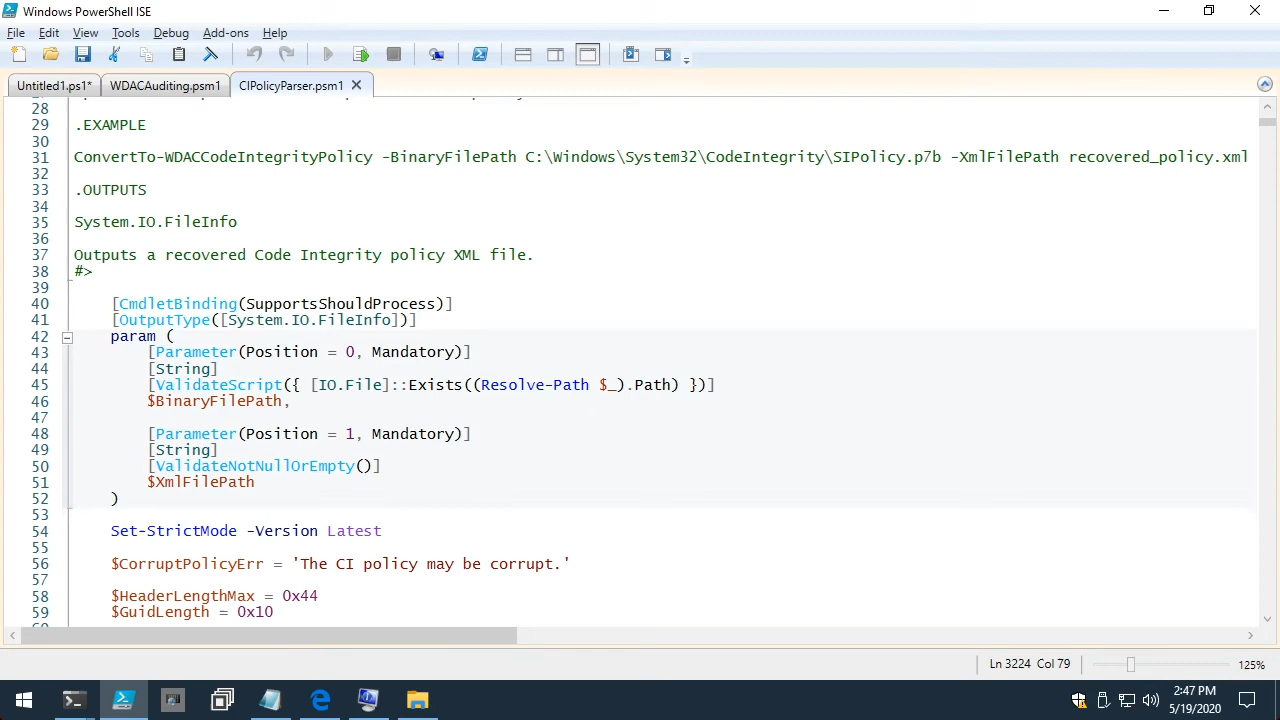 Windows PowerShell ISE
File Edit View Tools Debug Add-ons Help
Untitled1.ps1* WDACAuditing.psm1 CIPolicyParser.psm1
28
29 .EXAMPLE
30
31 ConvertTo-WDACCodeIntegrityPolicy -BinaryFilePath C:\Windows\System32\CodeIntegrity\SIPolicy.p7b -XmlFilePath recovered_policy.xml
32
33 .OUTPUTS
34
35 System.IO.FileInfo
36
37 Outputs a recovered Code Integrity policy XML file.
38 #>
39
40 [CmdletBinding(SupportsShouldProcess)]
41 [OutputType([System.IO.FileInfo])]
42 param (
43 [Parameter(Position = 0, Mandatory)]
44 [String]
45 [ValidateScript({ [IO.File]::Exists((Resolve-Path $_).Path) })]
46 $BinaryFilePath,
47
48 [Parameter(Position = 1, Mandatory)]
49 [String]
50 [ValidateNotNullOrEmpty()]
51 $XmlFilePath
52 )
53
54 Set-StrictMode -Version Latest
55
56 $CorruptPolicyErr = 'The CI policy may be corrupt.'
57
58 $HeaderLengthMax = 0x44
59 $GuidLength = 0x10
Ln 3224 Col 79 125%
2:47 PM
5/19/2020